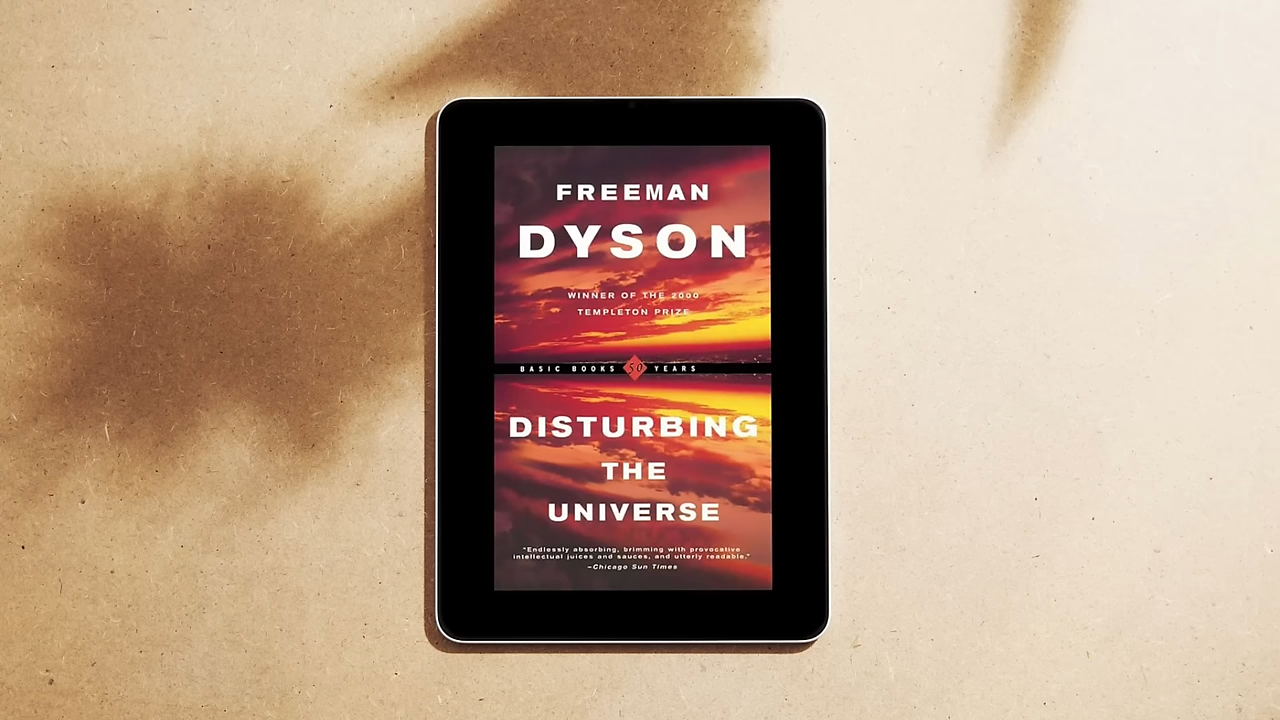 FREEMAN
DYSON
WINNER OF THE 2000
TEMPLETON PRIZE
BASIC BOOKS 50 YEARS
DISTURBING
THE
UNIVERSE
"Endlessly absorbing, brimming with provocative
intellectual juices and sauces, and utterly readable."
–Chicago Sun Times